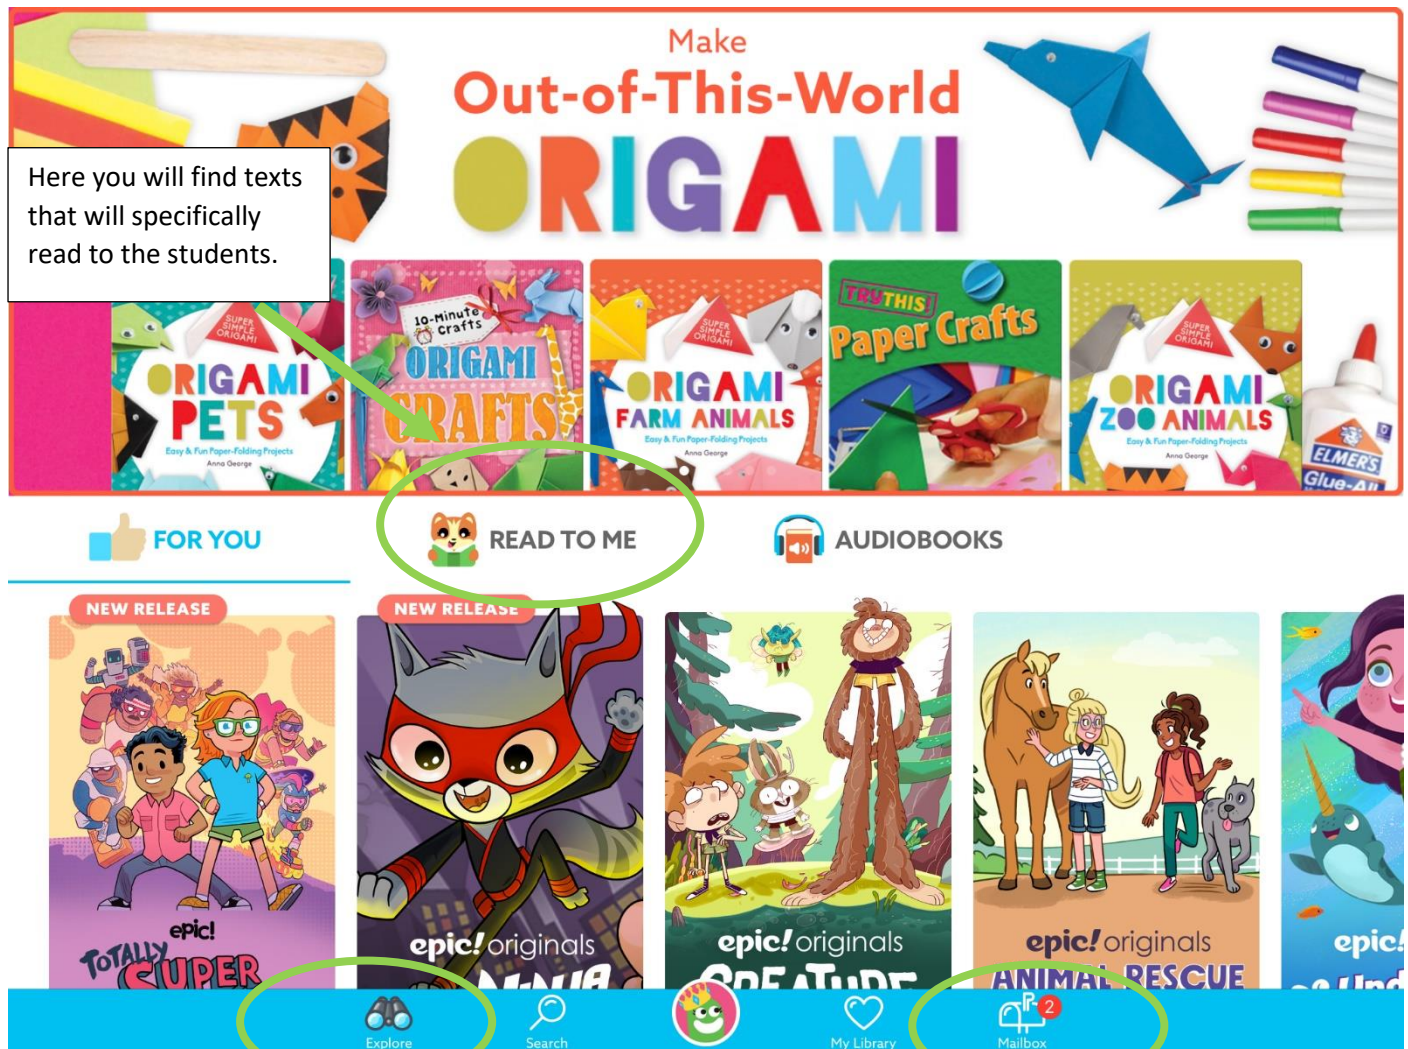 Make
Out-of-This-World
ORIGAMI
Here you will find texts
that will specifically
read to the students.
SUPER
SIMPLE
ORIGAMI
ORIGAMI
PETS
Easy & Fun Paper-Folding Projects
Anna George
10-Minute
Crafts
ORIGAMI
CRAFTS
SUPER
SIMPLE
ORIGAMI
ORIGAMI
FARM ANIMALS
Easy & Fun Paper-Folding Projects
Anna George
TRY THIS!
Paper Crafts
SUPER
SIMPLE
ORIGAMI
ORIGAMI
ZOO ANIMALS
Easy & Fun Paper-Folding Projects
Anna George
ELMER'S
Glue-All
FOR YOU
READ TO ME
AUDIOBOOKS
NEW RELEASE
NEW RELEASE
epic!
TOTALLY
SUPER
epic! originals
NINJA
epic! originals
CREATURE
epic! originals
ANIMAL RESCUE
epic!
Explore
Search
My Library
2
Mailbox